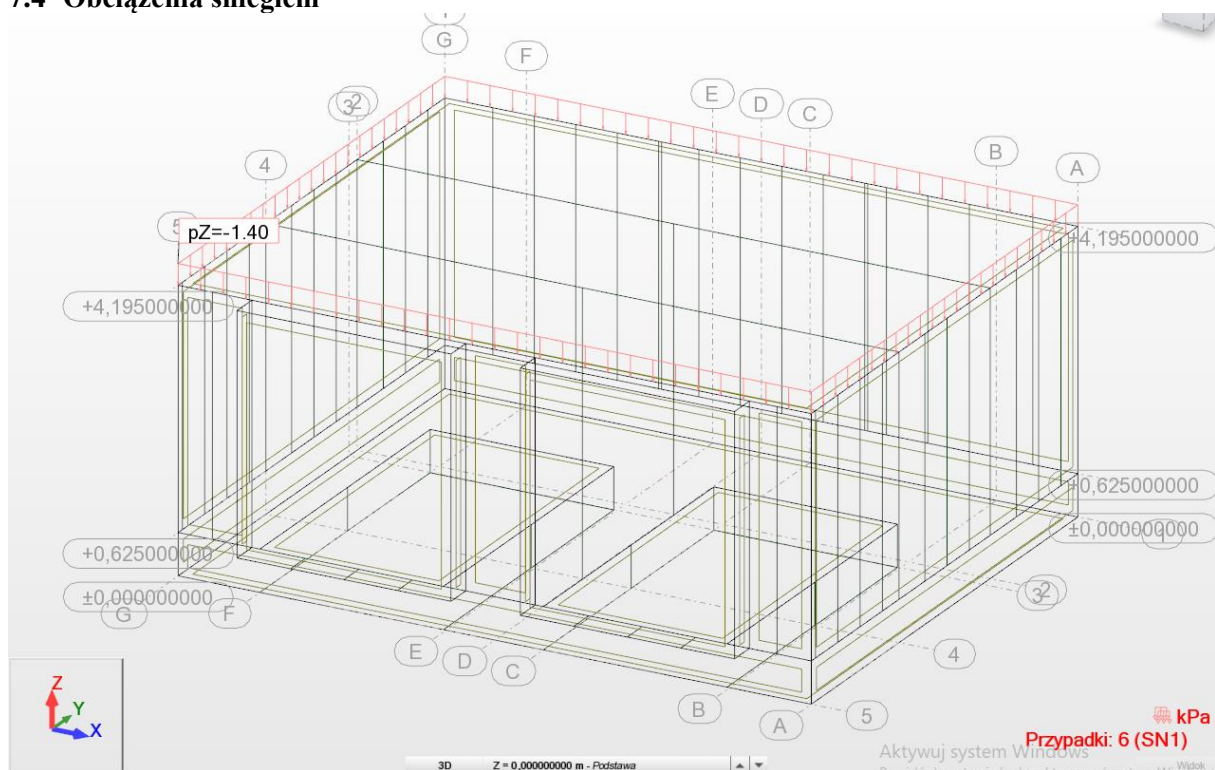 7.4 Obciążenia śniegiem
G
F
E
D
C
B
A
3
2
4
5
pZ=-1.40
+4,195000000
+4,195000000
+0,625000000
+0,625000000
±0,000000000
±0,000000000
1
G
F
E
D
C
B
A
3
2
4
5
Z
Y
X
kPa
Przypadki: 6 (SN1)
Aktywuj system Windows
3D
Z = 0,000000000 m - Podstawa
Widok